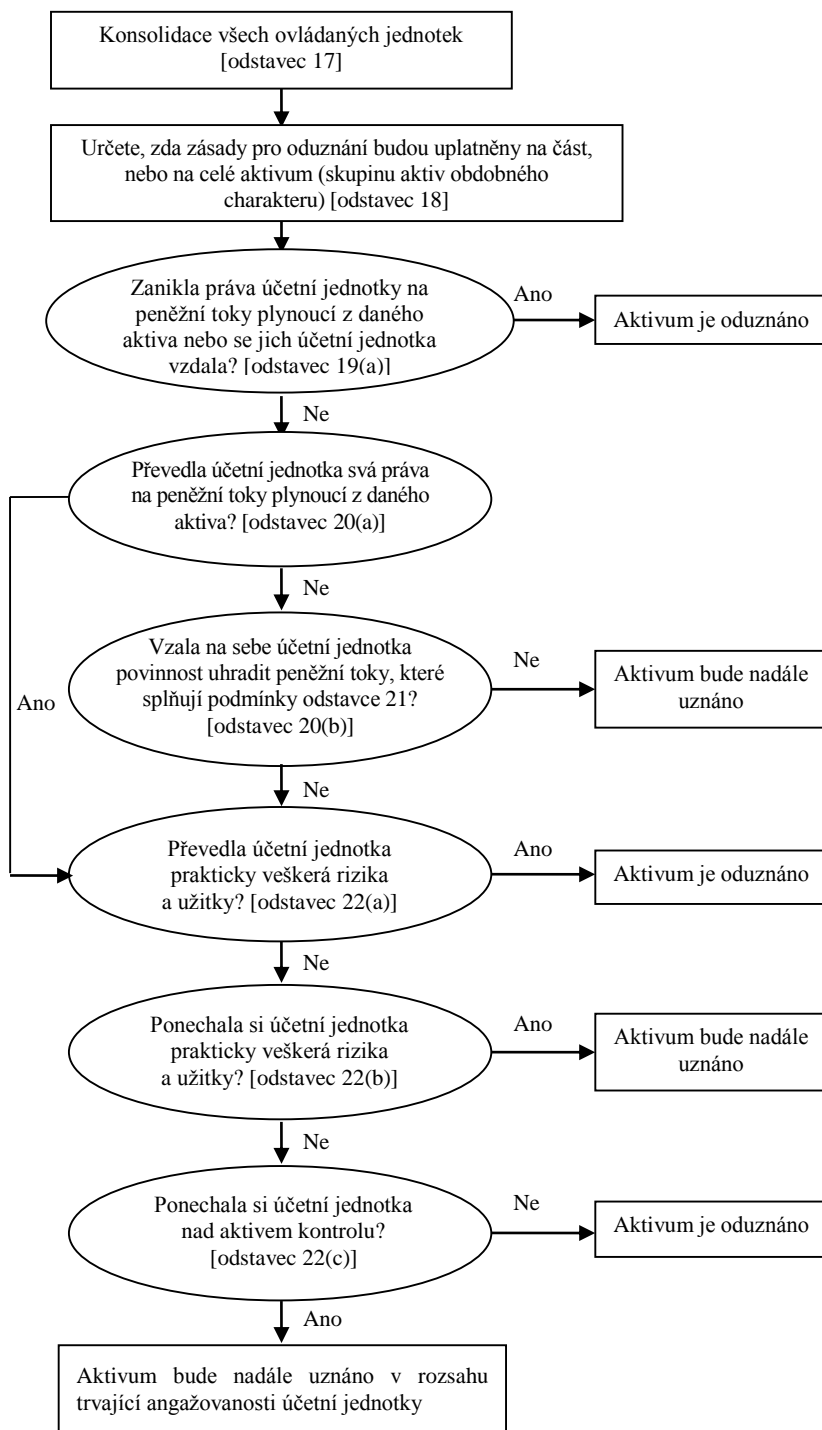 Konsolidace všech ovládaných jednotek
[odstavec 17]
Určete, zda zásady pro oduznání budou uplatněny na část,
nebo na celé aktivum (skupinu aktiv obdobného
charakteru) [odstavec 18]
Zanikla práva účetní jednotky na
peněžní toky plynoucí z daného
aktiva nebo se jich účetní jednotka
vzdala? [odstavec 19(a)]
Ano
Aktivum je oduznáno
Ne
Převedla účetní jednotka svá práva
na peněžní toky plynoucí z daného
aktiva? [odstavec 20(a)]
Ne
Ano
Vzala na sebe účetní jednotka
povinnost uhradit peněžní toky, které
splňují podmínky odstavce 21?
[odstavec 20(b)]
Ne
Aktivum bude nadále
uznáno
Ne
Převedla účetní jednotka
prakticky veškerá rizika
a užitky? [odstavec 22(a)]
Ano
Aktivum je oduznáno
Ne
Ponechala si účetní jednotka
prakticky veškerá rizika
a užitky? [odstavec 22(b)]
Ano
Aktivum bude nadále
uznáno
Ne
Ponechala si účetní jednotka
nad aktivem kontrolu?
[odstavec 22(c)]
Ne
Aktivum je oduznáno
Ano
Aktivum bude nadále uznáno v rozsahu
trvající angažovanosti účetní jednotky